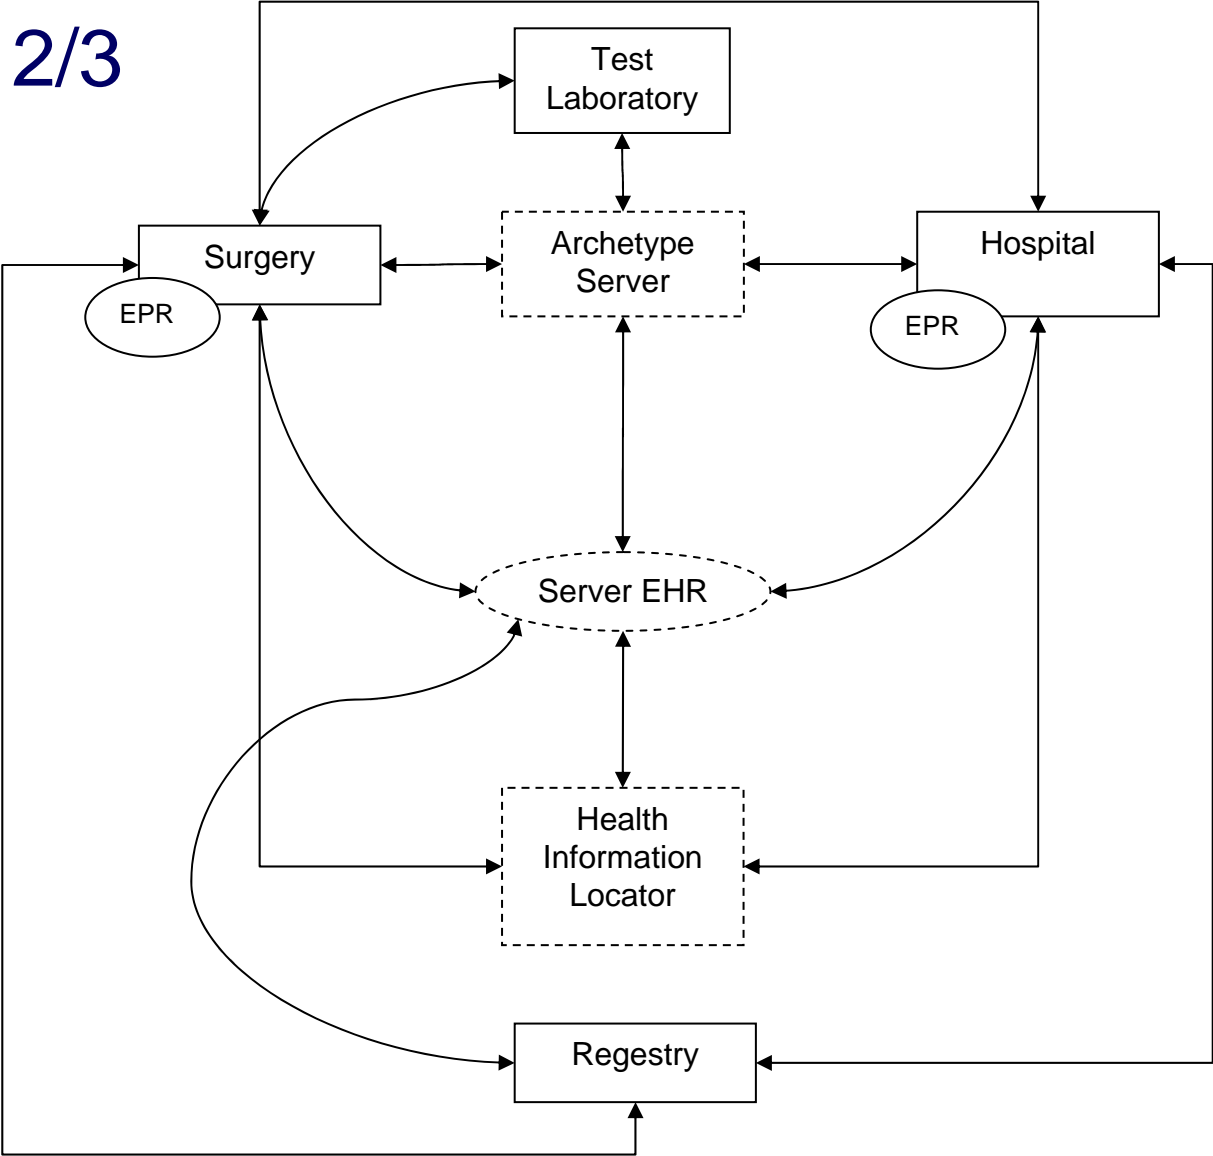 2/3
Test
Laboratory
Surgery
Archetype
Server
Hospital
EPR
EPR
Server EHR
Health
Information
Locator
Regestry